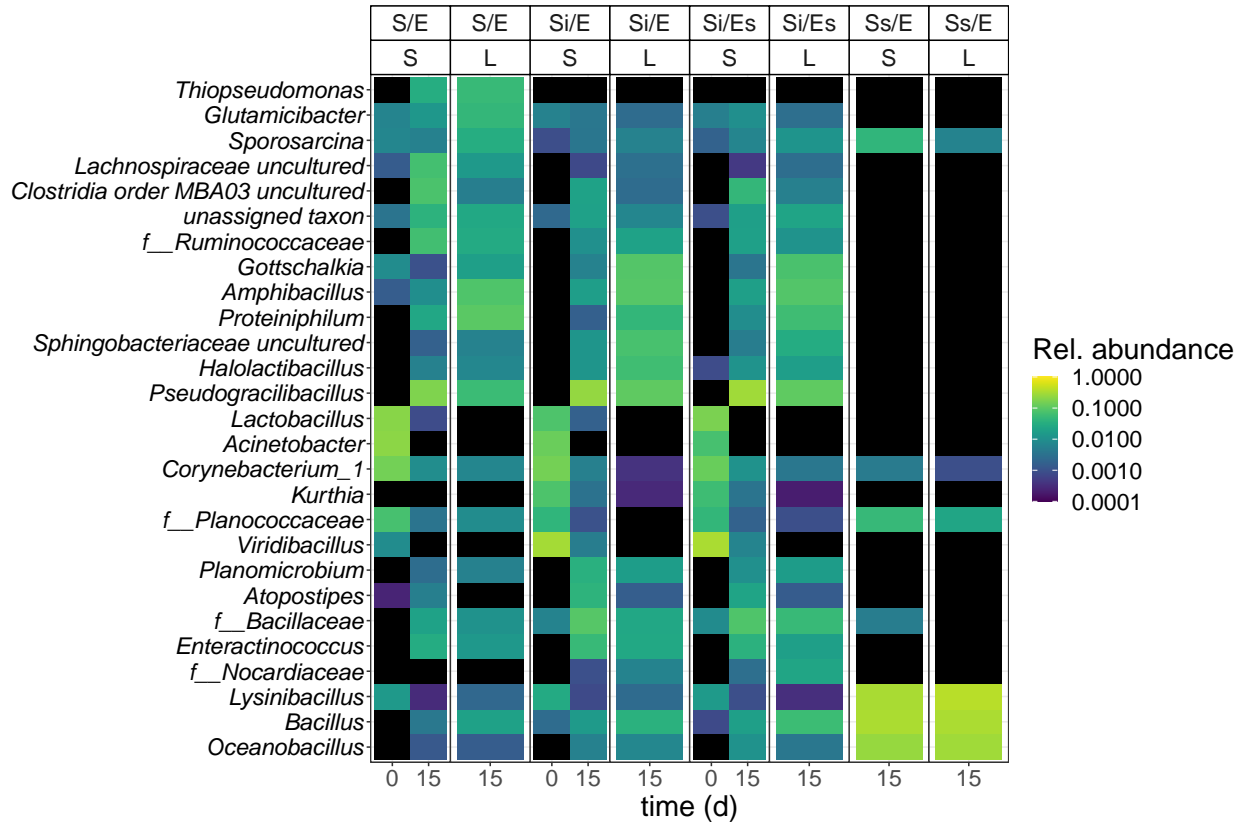 S/E S/E Si/E Si/E Si/Es Si/Es Ss/E Ss/E
S L S L S L S L
Thiopseudomonas
Glutamicibacter
Sporosarcina
Lachnospiraceae uncultured
Clostridia order MBA03 uncultured
unassigned taxon
f__Ruminococcaceae
Gottschalkia
Amphibacillus
Proteiniphilum
Sphingobacteriaceae uncultured
Halolactibacillus
Pseudogracilibacillus
Lactobacillus
Acinetobacter
Corynebacterium_1
Kurthia
f__Planococcaceae
Viridibacillus
Planomicrobium
Atopostipes
f__Bacillaceae
Enteractinococcus
f__Nocardiaceae
Lysinibacillus
Bacillus
Oceanobacillus
0 15 15 0 15 15 0 15 15 15 15
time (d)
Rel. abundance
1.0000
0.1000
0.0100
0.0010
0.0001